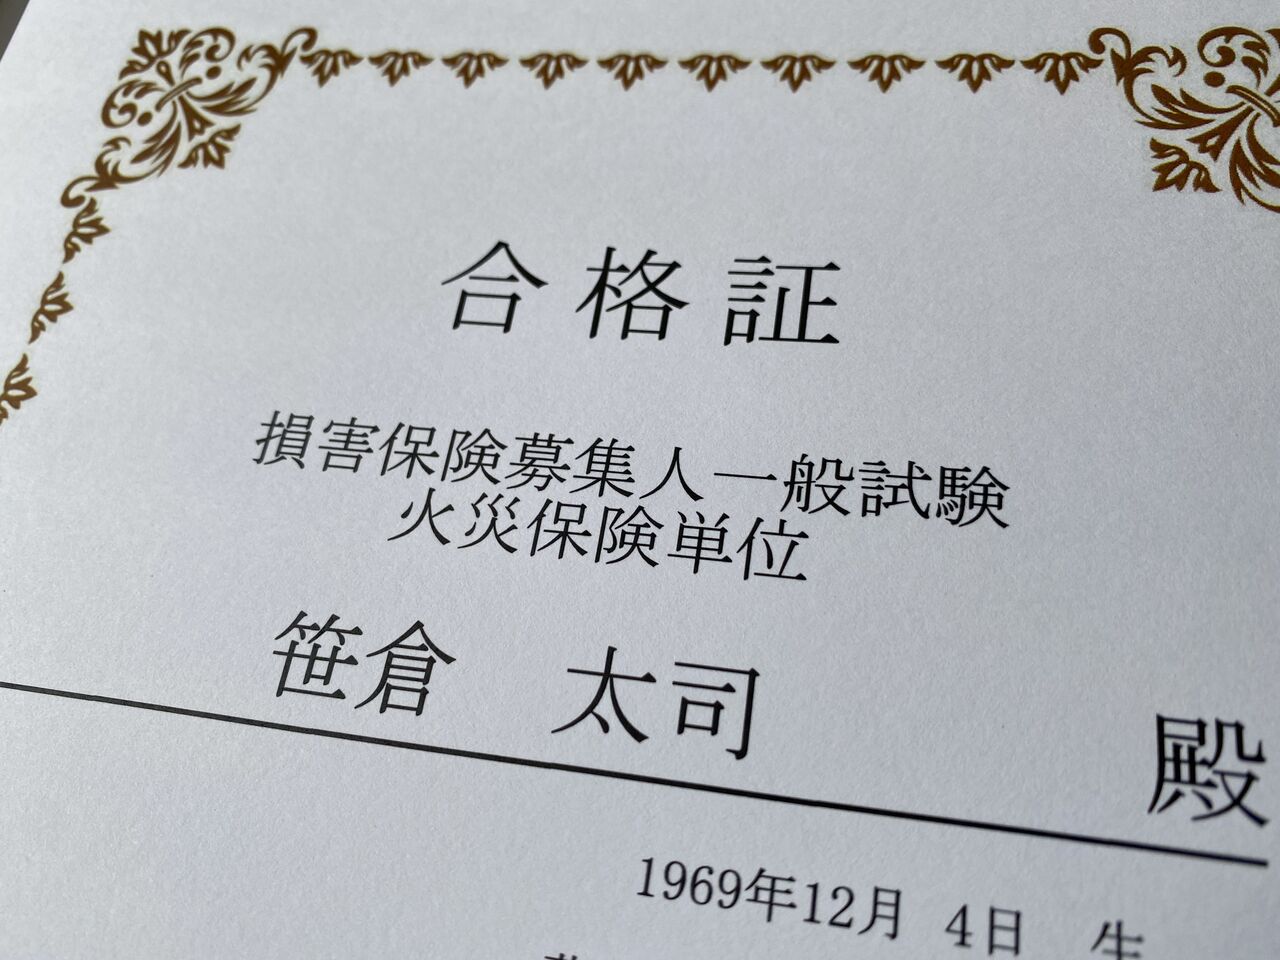 合格証
損害保険募集人一般試験
火災保険単位
笹倉 太司 殿
1969年12月 4日 生